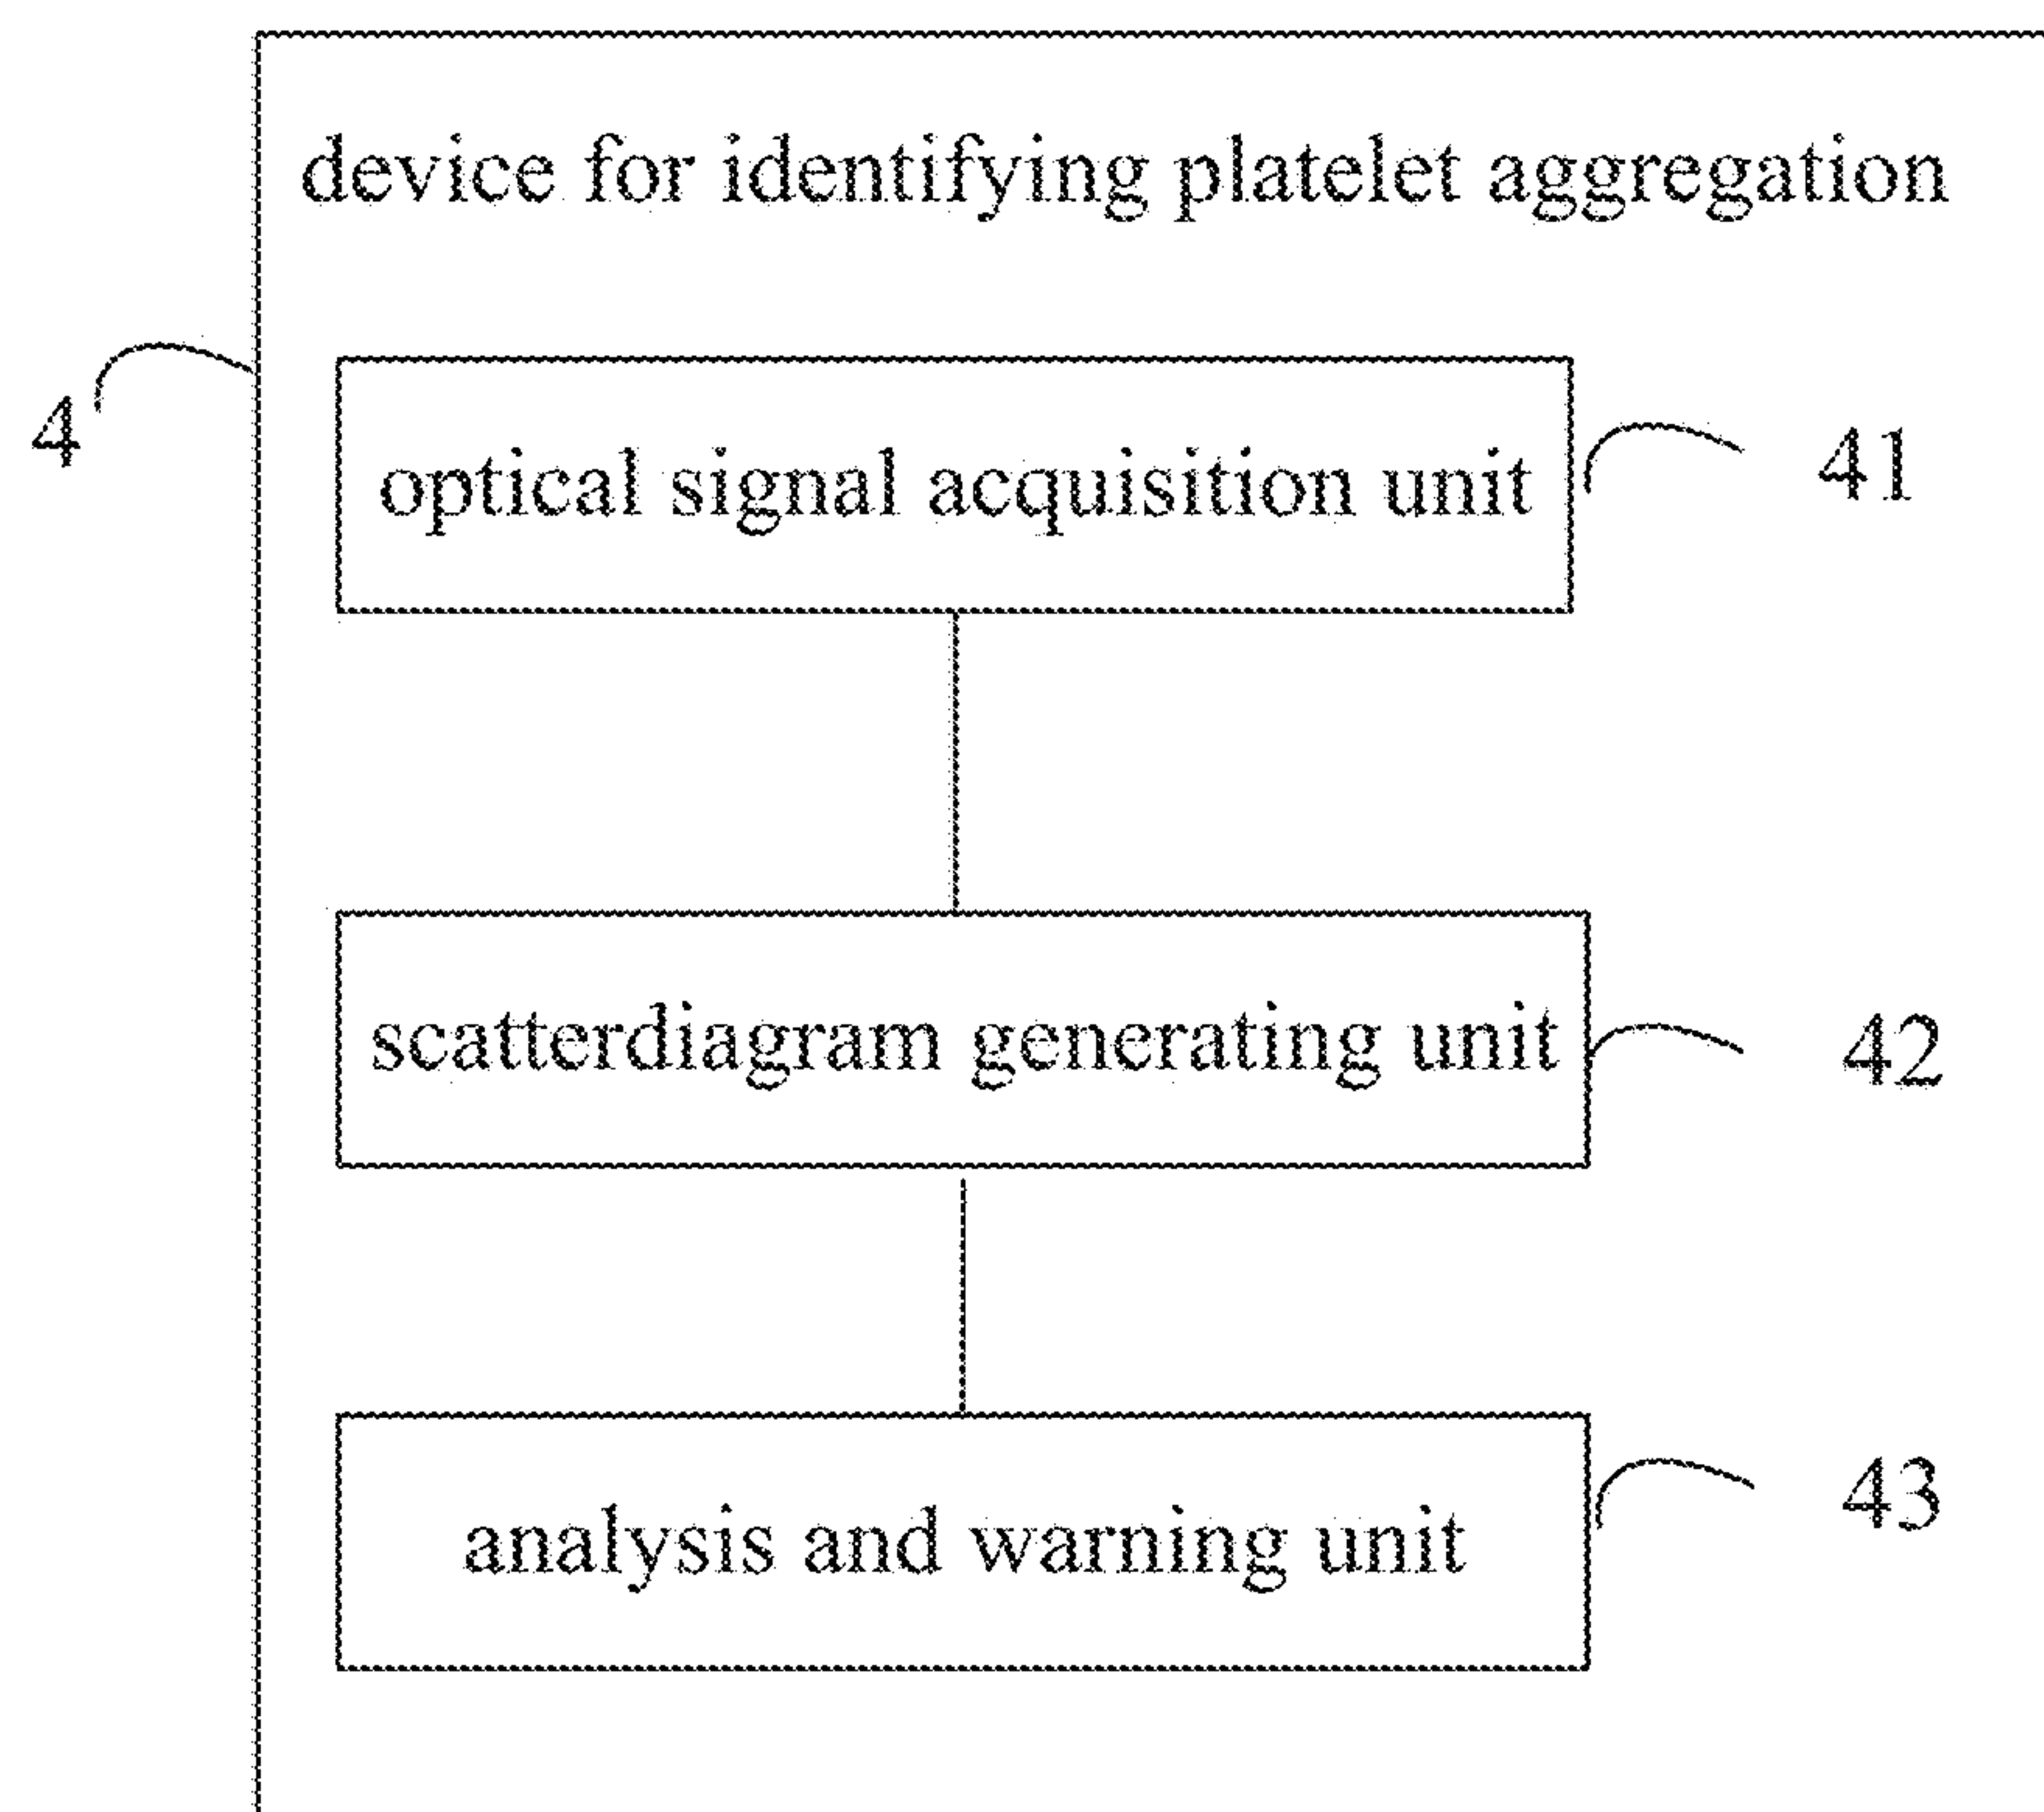 device for identifying platelet aggregation
4
optical signal acquisition unit
41
scatterdiagram generating unit
42
analysis and warning unit
43